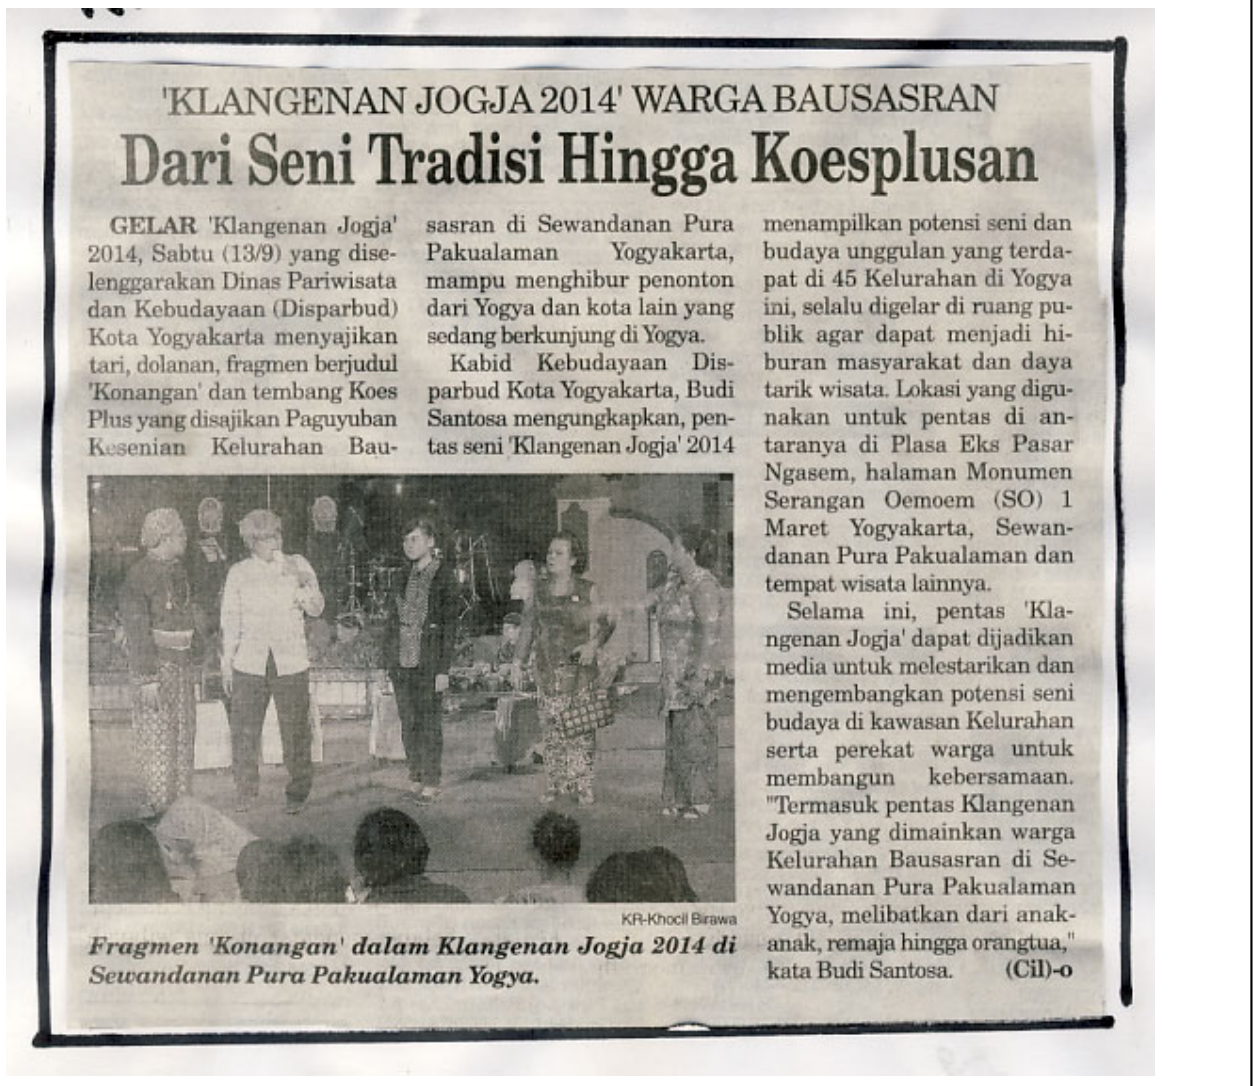 'KLANGENAN JOGJA 2014' WARGA BAUSASRAN
Dari Seni Tradisi Hingga Koesplusan
GELAR 'Klangenan Jogja'
2014, Sabtu (13/9) yang dise-
lenggarakan Dinas Pariwisata
dan Kebudayaan (Disparbud)
Kota Yogyakarta menyajikan
tari, dolanan, fragmen berjudul
'Konangan' dan tembang Koes
Plus yang disajikan Paguyuban
Kesenian Kelurahan Bau-
sasran di Sewandanan Pura
Pakualaman Yogyakarta,
mampu menghibur penonton
dari Yogya dan kota lain yang
sedang berkunjung di Yogya.
Kabid Kebudayaan Dis-
parbud Kota Yogyakarta, Budi
Santosa mengungkapkan, pen-
tas seni 'Klangenan Jogja' 2014
menampilkan potensi seni dan
budaya unggulan yang terda-
pat di 45 Kelurahan di Yogya
ini, selalu digelar di ruang pu-
blik agar dapat menjadi hi-
buran masyarakat dan daya
tarik wisata. Lokasi yang digu-
nakan untuk pentas di an-
taranya di Plasa Eks Pasar
Ngasem, halaman Monumen
Serangan Oemoem (SO) 1
Maret Yogyakarta, Sewan-
danan Pura Pakualaman dan
tempat wisata lainnya.
Selama ini, pentas 'Kla-
ngenan Jogja' dapat dijadikan
media untuk melestarikan dan
mengembangkan potensi seni
budaya di kawasan Kelurahan
serta perekat warga untuk
membangun kebersamaan.
"Termasuk pentas Klangenan
Jogja yang dimainkan warga
Kelurahan Bausasran di Se-
wandanan Pura Pakualaman
Yogya, melibatkan dari anak-
anak, remaja hingga orangtua,"
kata Budi Santosa. (Cil)-o
KR-Khocil Birawa
Fragmen 'Konangan' dalam Klangenan Jogja 2014 di
Sewandanan Pura Pakualaman Yogya.